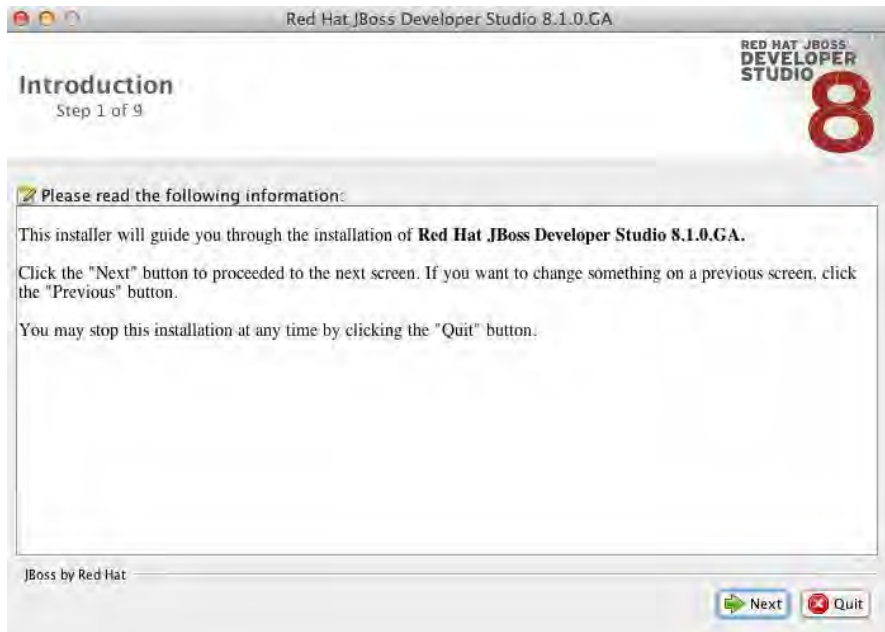 Red Hat JBoss Developer Studio 8.1.0.GA
RED HAT JBOSS
DEVELOPER
STUDIO
8
Introduction
Step 1 of 9
Please read the following information:
This installer will guide you through the installation of Red Hat JBoss Developer Studio 8.1.0.GA.
Click the "Next" button to proceeded to the next screen. If you want to change something on a previous screen, click
the "Previous" button.
You may stop this installation at any time by clicking the "Quit" button.
JBoss by Red Hat
Next
Quit